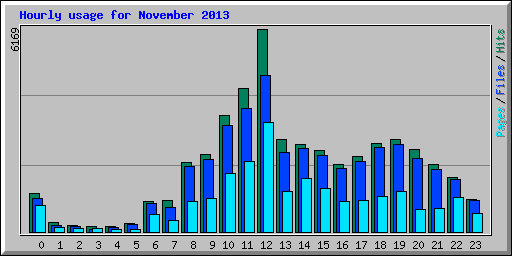 Hourly usage for November 2013
6169
Pages/Files/Hits
0 1 2 3 4 5 6 7 8 9 10 11 12 13 14 15 16 17 18 19 20 21 22 23